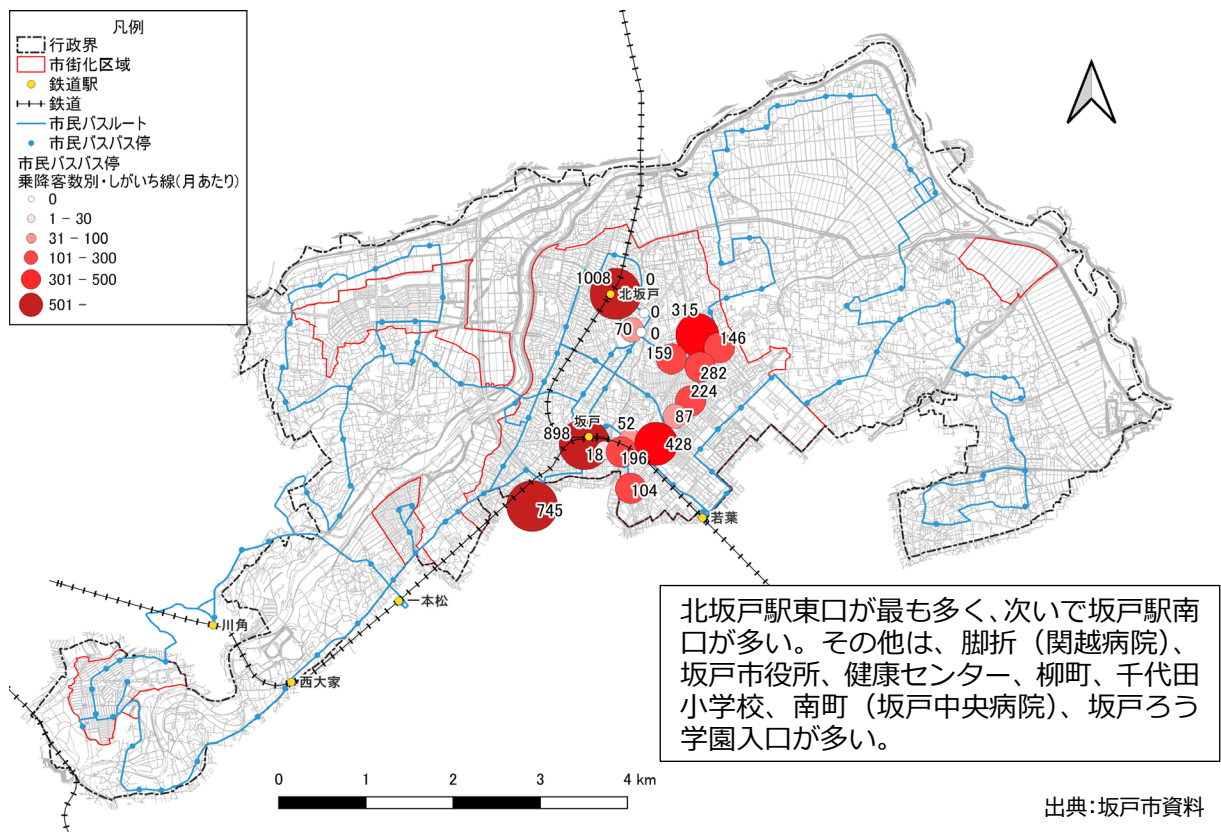 凡例
行政界
市街化区域
鉄道駅
鉄道
市民バスルート
市民バスバス停
市民バスバス停
乗降客数別・しがいち線(月あたり)
0
1 – 30
31 – 100
101 – 300
301 – 500
501 –
1008
0
北坂戸
0
70
0
315
146
159
282
224
87
坂戸
898
18
52
196
428
104
745
若葉
一本松
川角
西大家
北坂戸駅東口が最も多く、次いで坂戸駅南
口が多い。その他は、脚折（関越病院）、
坂戸市役所、健康センター、柳町、千代田
小学校、南町（坂戸中央病院）、坂戸ろう
学園入口が多い。
0 1 2 3 4 km
出典:坂戸市資料